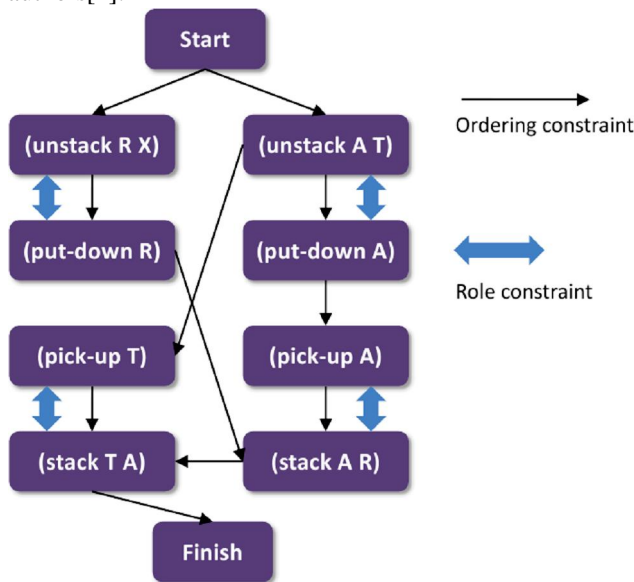 Start
(unstack R X)
(unstack A T)
Ordering constraint
(put-down R)
(put-down A)
Role constraint
(pick-up T)
(pick-up A)
(stack T A)
(stack A R)
Finish